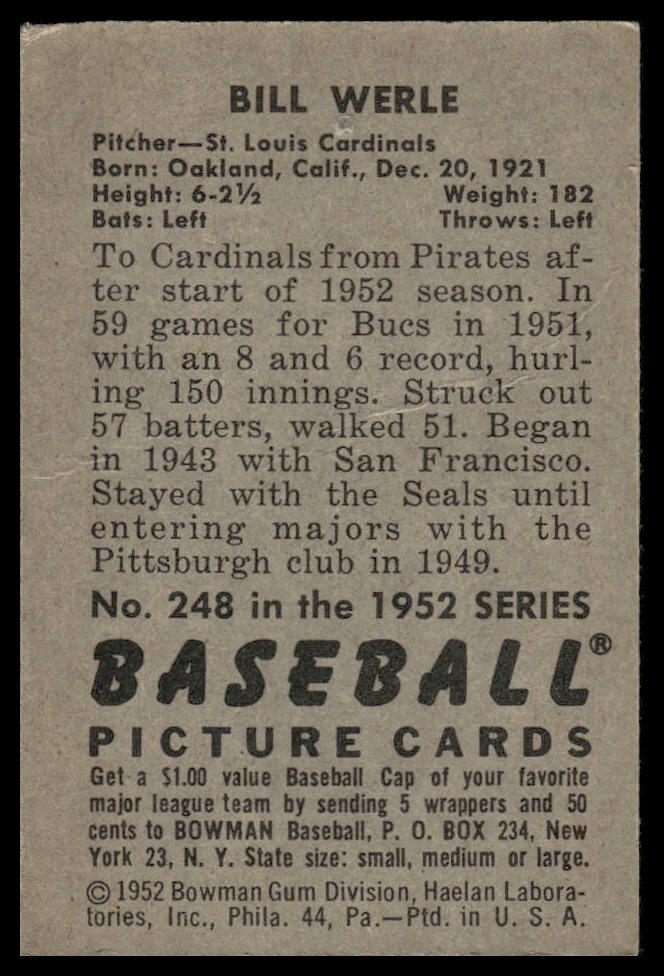 BILL WERLE
Pitcher—St. Louis Cardinals
Born: Oakland, Calif., Dec. 20, 1921
Height: 6-2½ Weight: 182
Bats: Left Throws: Left
To Cardinals from Pirates af-
ter start of 1952 season. In
59 games for Bucs in 1951,
with an 8 and 6 record, hurl-
ing 150 innings. Struck out
57 batters, walked 51. Began
in 1943 with San Francisco.
Stayed with the Seals until
entering majors with the
Pittsburgh club in 1949.
No. 248 in the 1952 SERIES
BASEBALL®
PICTURE CARDS
Get a $1.00 value Baseball Cap of your favorite
major league team by sending 5 wrappers and 50
cents to BOWMAN Baseball, P. O. BOX 234, New
York 23, N. Y. State size: small, medium or large.
© 1952 Bowman Gum Division, Haelan Labora-
tories, Inc., Phila. 44, Pa.—Ptd. in U. S. A.